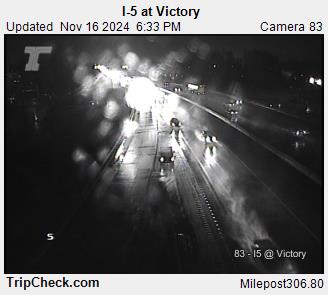 I-5 at Victory
Updated Nov 16 2024 6:33 PM Camera 83
T
S
83 - I5 @ Victory
TripCheck.com Milepost306.80